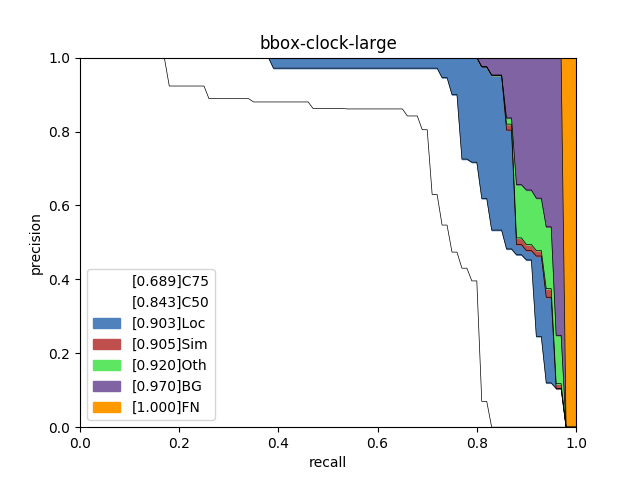 bbox-clock-large
1.0
0.8
0.6
0.4
0.2
0.0
precision
[0.689]C75
[0.843]C50
[0.903]Loc
[0.905]Sim
[0.920]Oth
[0.970]BG
[1.000]FN
0.0 0.2 0.4 0.6 0.8 1.0
recall